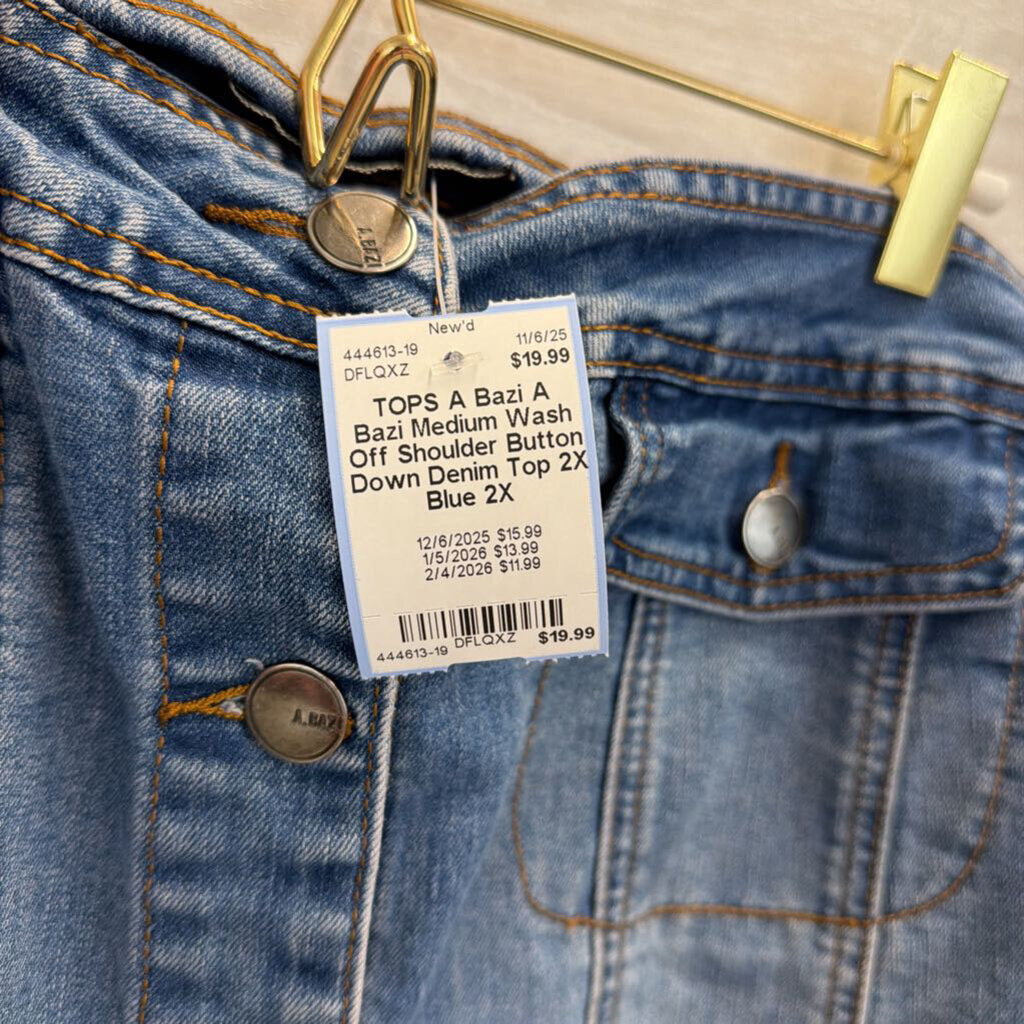 A.BAZI
New'd
444613-19 11/6/25
DFLQXZ $19.99
TOPS A Bazi A
Bazi Medium Wash
Off Shoulder Button
Down Denim Top 2X
Blue 2X
12/6/2025 $15.99
1/5/2026 $13.99
2/4/2026 $11.99
444613-19 DFLQXZ $19.99
A.BAZI